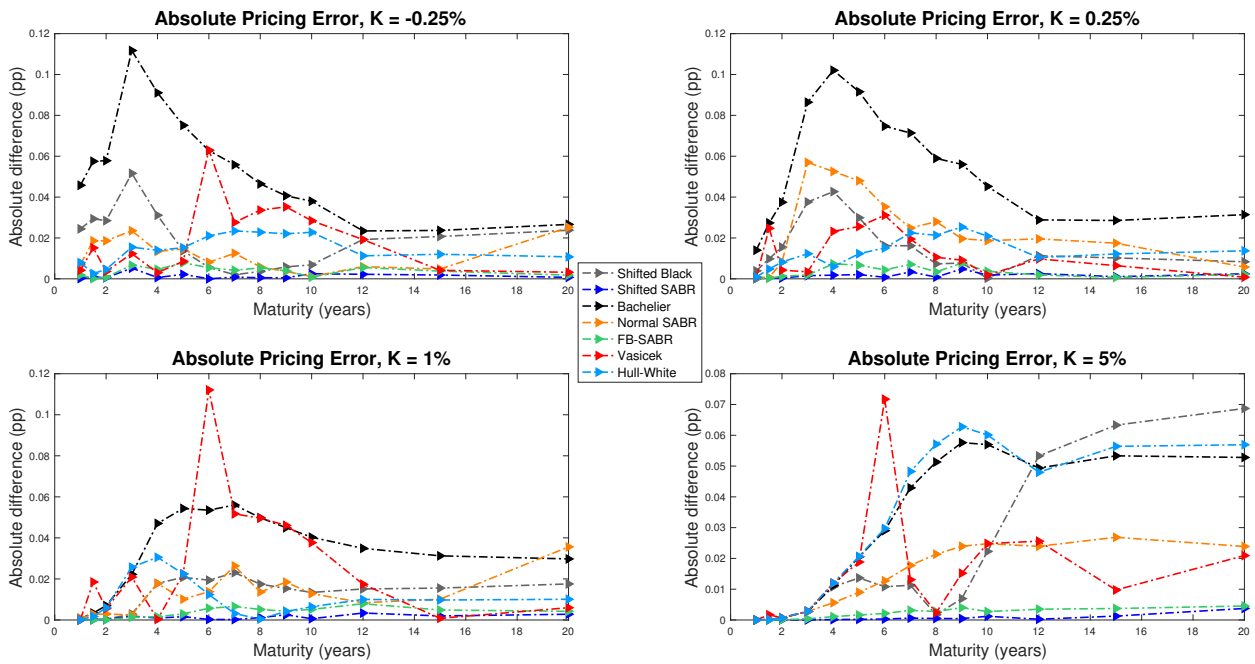 Absolute Pricing Error, K = -0.25%
0.12
0.1
0.08
0.06
0.04
0.02
0
0 2 4 6 8 10 12 14 16 18 20
Absolute difference (pp)
Maturity (years)
Absolute Pricing Error, K = 0.25%
0.12
0.1
0.08
0.06
0.04
0.02
0
0 2 4 6 8 10 12 14 16 18 20
Absolute difference (pp)
Maturity (years)
Shifted Black
Shifted SABR
Bachelier
Normal SABR
FB-SABR
Vasicek
Hull-White
Absolute Pricing Error, K = 1%
0.12
0.1
0.08
0.06
0.04
0.02
0
0 2 4 6 8 10 12 14 16 18 20
Absolute difference (pp)
Maturity (years)
Absolute Pricing Error, K = 5%
0.08
0.07
0.06
0.05
0.04
0.03
0.02
0.01
0
0 2 4 6 8 10 12 14 16 18 20
Absolute difference (pp)
Maturity (years)